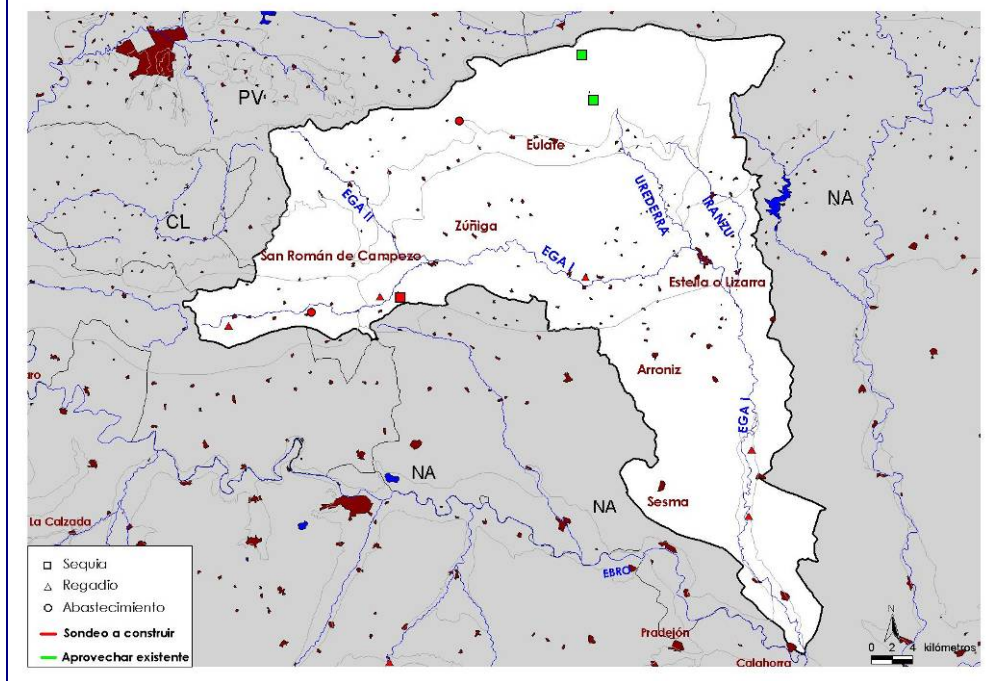 PV
Eulate
UREDERRA
IRANZU
NA
EGA II
CL
Zúñiga
San Román de Campezo
EGA I
Estella o Lizarra
Arroniz
EGA I
NA
NA
Sesma
La Calzada
EBRO
Pradejón
Calahorra
Sequia
Regadío
Abastecimiento
Sondeo a construir
Aprovechar existente
N
0 2 4 kilómetros